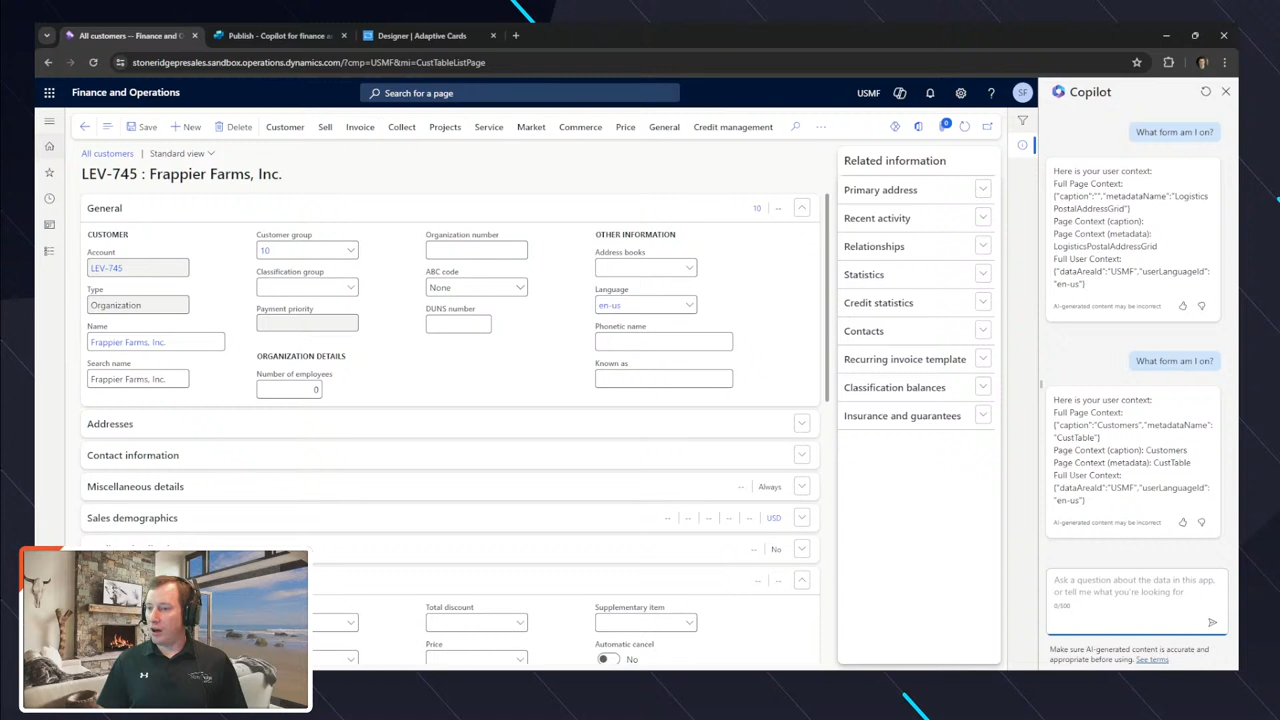 All customers -- Finance and O
Publish - Copilot for finance a
Designer | Adaptive Cards
stoneridgepresales.sandbox.operations.dynamics.com/?cmp=USMF&mi=CustTableListPage
Finance and Operations
Search for a page
USMF
SF
Save
New
Delete
Customer
Sell
Invoice
Collect
Projects
Service
Market
Commerce
Price
General
Credit management
0
All customers
Standard view
LEV-745 : Frappier Farms, Inc.
General
10
--
CUSTOMER
Account
LEV-745
Type
Organization
Name
Frappier Farms, Inc.
Search name
Frappier Farms, Inc.
Customer group
10
Classification group
Payment priority
ORGANIZATION DETAILS
Number of employees
0
Organization number
ABC code
None
DUNS number
OTHER INFORMATION
Address books
Language
en-us
Phonetic name
Known as
Addresses
Contact information
Miscellaneous details
-- Always
Sales demographics
-- -- -- -- USD
-- No
-- --
Total discount
Supplementary item
Price
Automatic cancel
No
Related information
Primary address
Recent activity
Relationships
Statistics
Credit statistics
Contacts
Recurring invoice template
Classification balances
Insurance and guarantees
Copilot
What form am I on?
Here is your user context:
Full Page Context:
{"caption":"","metadataName":"Logistics
PostalAddressGrid"}
Page Context (caption):
Page Context (metadata):
LogisticsPostalAddressGrid
Full User Context:
{"dataAreaId":"USMF","userLanguageId":
"en-us"}
AI-generated content may be incorrect
What form am I on?
Here is your user context:
Full Page Context:
{"caption":"Customers","metadataName":
"CustTable"}
Page Context (caption): Customers
Page Context (metadata): CustTable
Full User Context:
{"dataAreaId":"USMF","userLanguageId":
"en-us"}
AI-generated content may be incorrect
Ask a question about the data in this app,
or tell me what you're looking for
0/500
Make sure AI-generated content is accurate and
appropriate before using. See terms